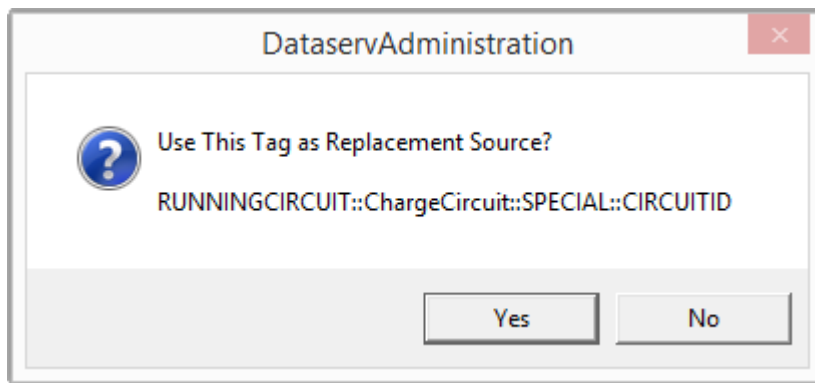 DataservAdministration
Use This Tag as Replacement Source?
RUNNINGCIRCUIT::ChargeCircuit::SPECIAL::CIRCUITID
Yes
No